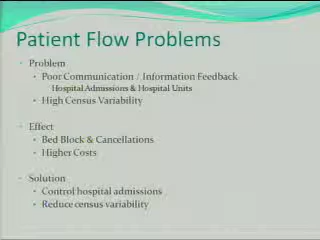 Patient Flow Problems
Problem
Poor Communication / Information Feedback
Hospital Admissions & Hospital Units
High Census Variability
Effect
Bed Block & Cancellations
Higher Costs
Solution
Control hospital admissions
Reduce census variability